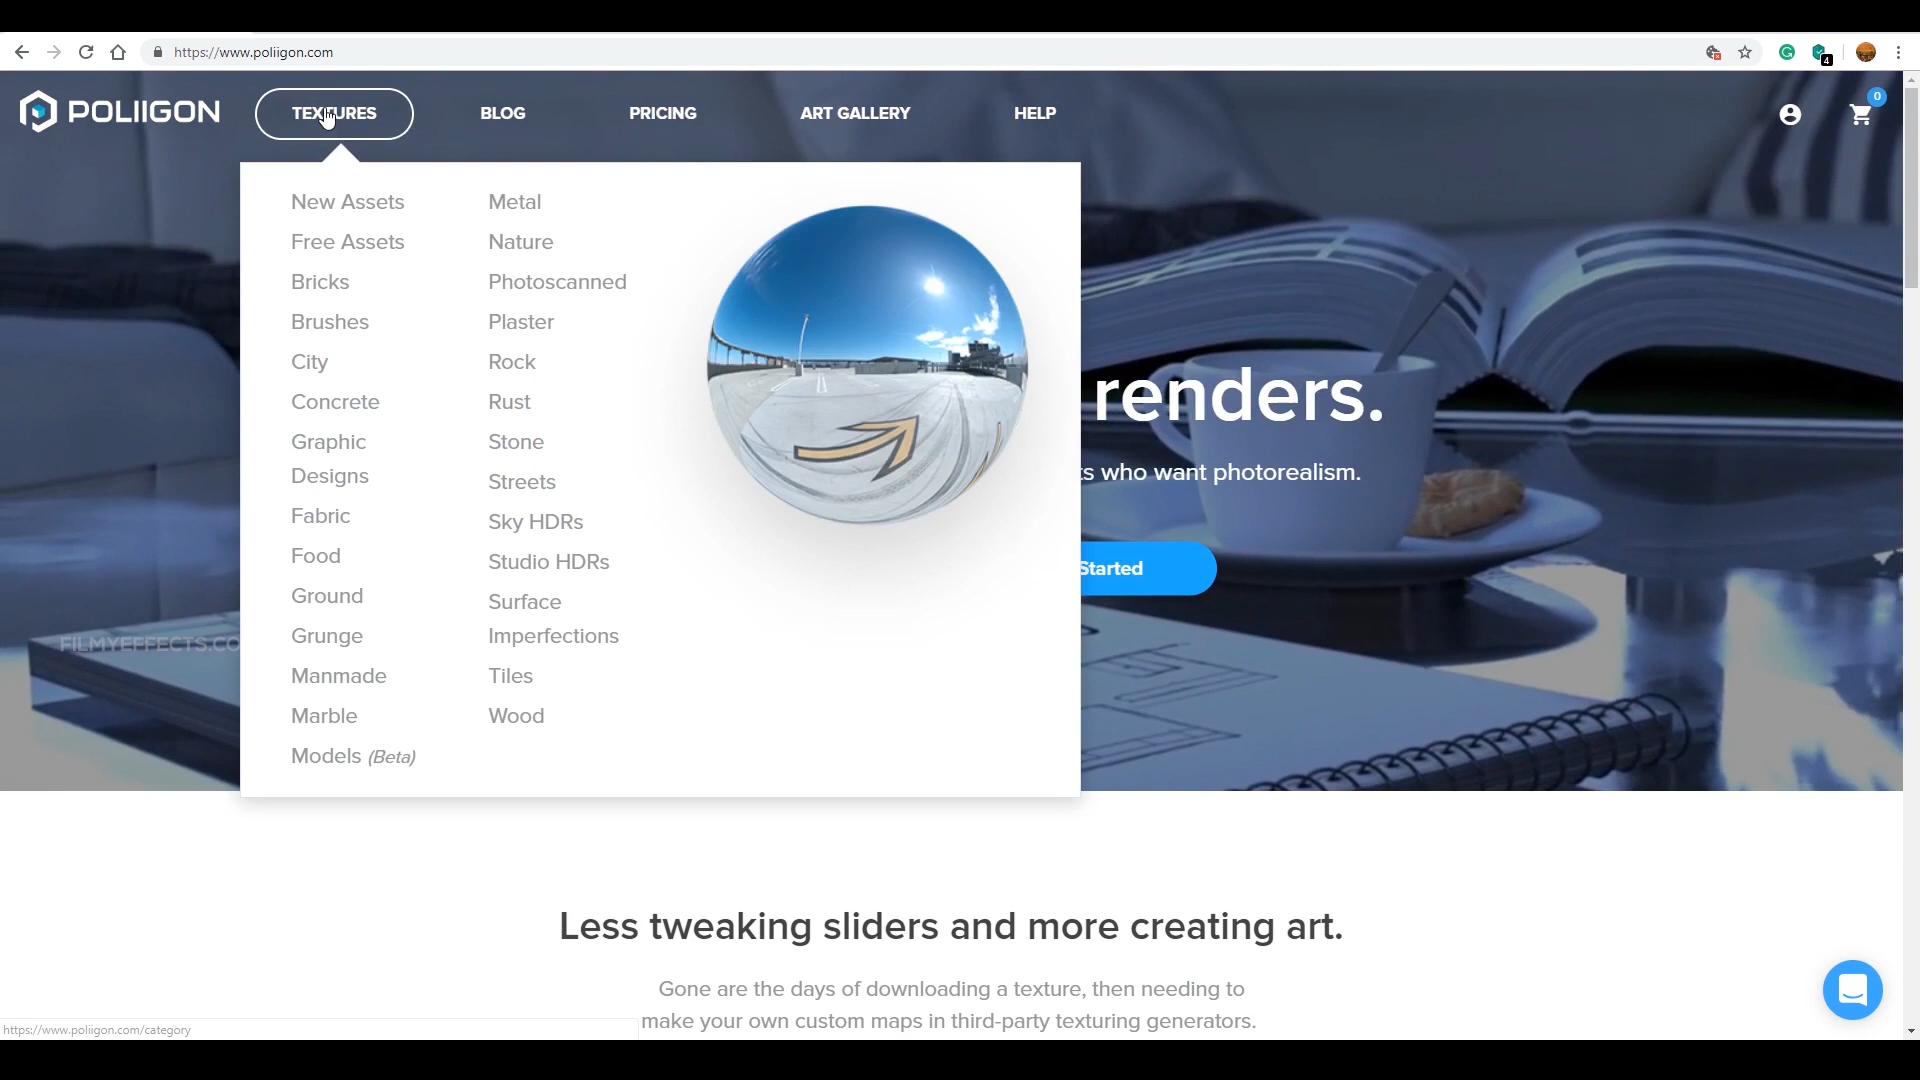 https://www.poliigon.com
4
POLIIGON
TEXTURES
BLOG
PRICING
ART GALLERY
HELP
0
New Assets
Free Assets
Bricks
Brushes
City
Concrete
Graphic
Designs
Fabric
Food
Ground
Grunge
Manmade
Marble
Models (Beta)
Metal
Nature
Photoscanned
Plaster
Rock
Rust
Stone
Streets
Sky HDRs
Studio HDRs
Surface
Imperfections
Tiles
Wood
renders.
who want photorealism.
Started
FILMYEFFECTS.CO
Less tweaking sliders and more creating art.
Gone are the days of downloading a texture, then needing to
make your own custom maps in third-party texturing generators.
https://www.poliigon.com/category